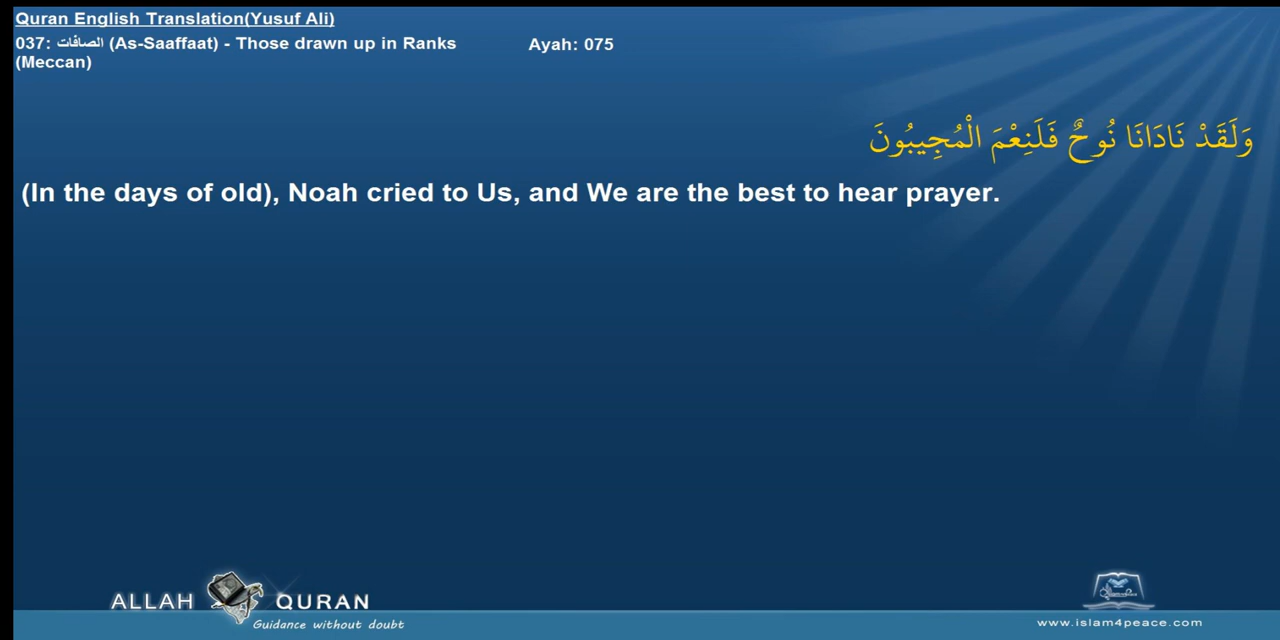 Quran English Translation(Yusuf Ali)
037: الصافات (As-Saaffaat) - Those drawn up in Ranks (Meccan)
Ayah: 075
وَلَقَدْ نَادَانَا نُوحٌ فَلَنِعْمَ الْمُجِيبُونَ
(In the days of old), Noah cried to Us, and We are the best to hear prayer.
ALLAH QURAN
Guidance without doubt
www.islam4peace.com